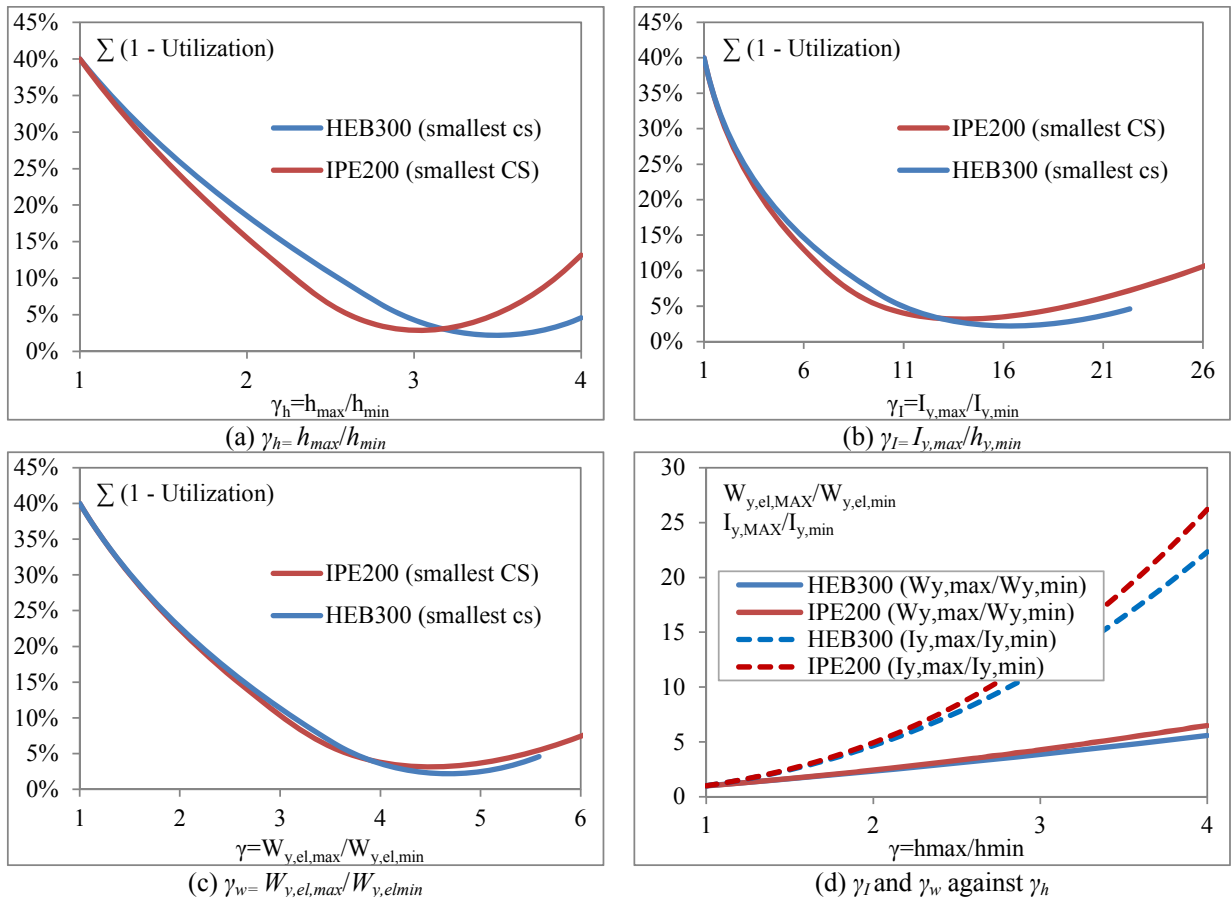 45%
40%
35%
30%
25%
20%
15%
10%
5%
0%
∑ (1 - Utilization)
HEB300 (smallest cs)
IPE200 (smallest CS)
1 2 3 4
γh=hmax/hmin
(a) γh= hmax/hmin
45%
40%
35%
30%
25%
20%
15%
10%
5%
0%
∑ (1 - Utilization)
IPE200 (smallest CS)
HEB300 (smallest cs)
1 6 11 16 21 26
γI=Iy,max/Iy,min
(b) γI= Iy,max/hy,min
45%
40%
35%
30%
25%
20%
15%
10%
5%
0%
∑ (1 - Utilization)
IPE200 (smallest CS)
HEB300 (smallest cs)
1 2 3 4 5 6
γ=Wy,el,max/Wy,el,min
(c) γw= Wy,el,max/Wy,elmin
30
25
20
15
10
5
0
Wy,el,MAX/Wy,el,min
Iy,MAX/Iy,min
HEB300 (Wy,max/Wy,min)
IPE200 (Wy,max/Wy,min)
HEB300 (Iy,max/Iy,min)
IPE200 (Iy,max/Iy,min)
1 2 3 4
γ=hmax/hmin
(d) γI and γw against γh